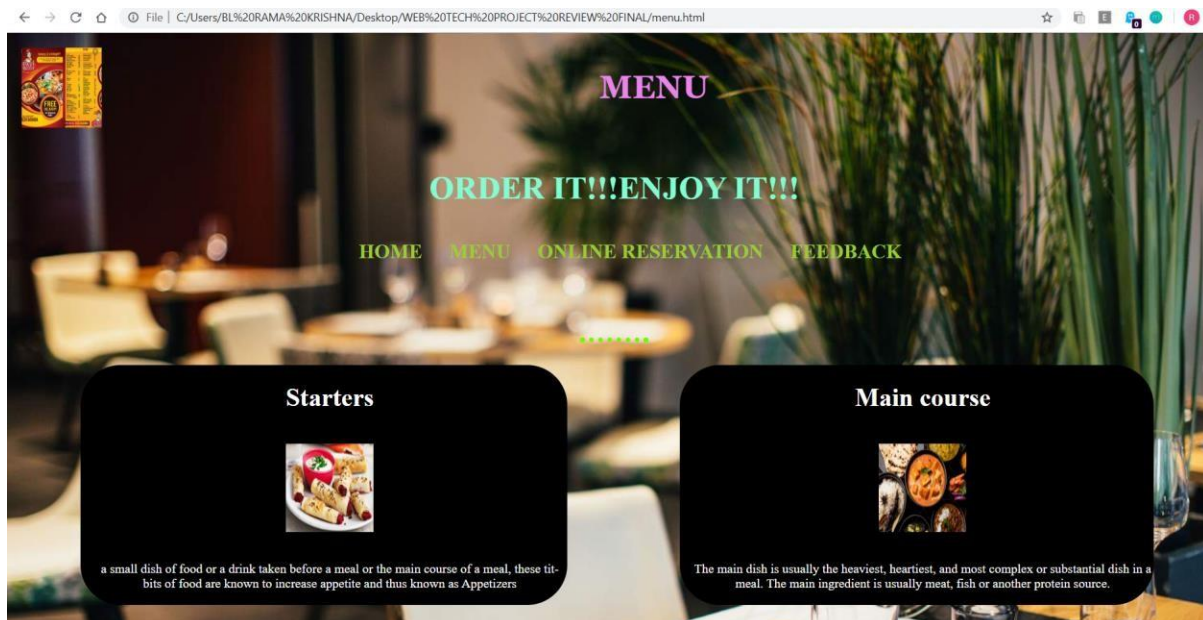 File | C:/Users/BL%20RAMA%20KRISHNA/Desktop/WEB%20TECH%20PROJECT%20REVIEW%20FINAL/menu.html
E
0
R
FREE
MENU
ORDER IT!!!ENJOY IT!!!
HOME MENU ONLINE RESERVATION FEEDBACK
........
Starters
a small dish of food or a drink taken before a meal or the main course of a meal, these tit-
bits of food are known to increase appetite and thus known as Appetizers
Main course
The main dish is usually the heaviest, heartiest, and most complex or substantial dish in a
meal. The main ingredient is usually meat, fish or another protein source.